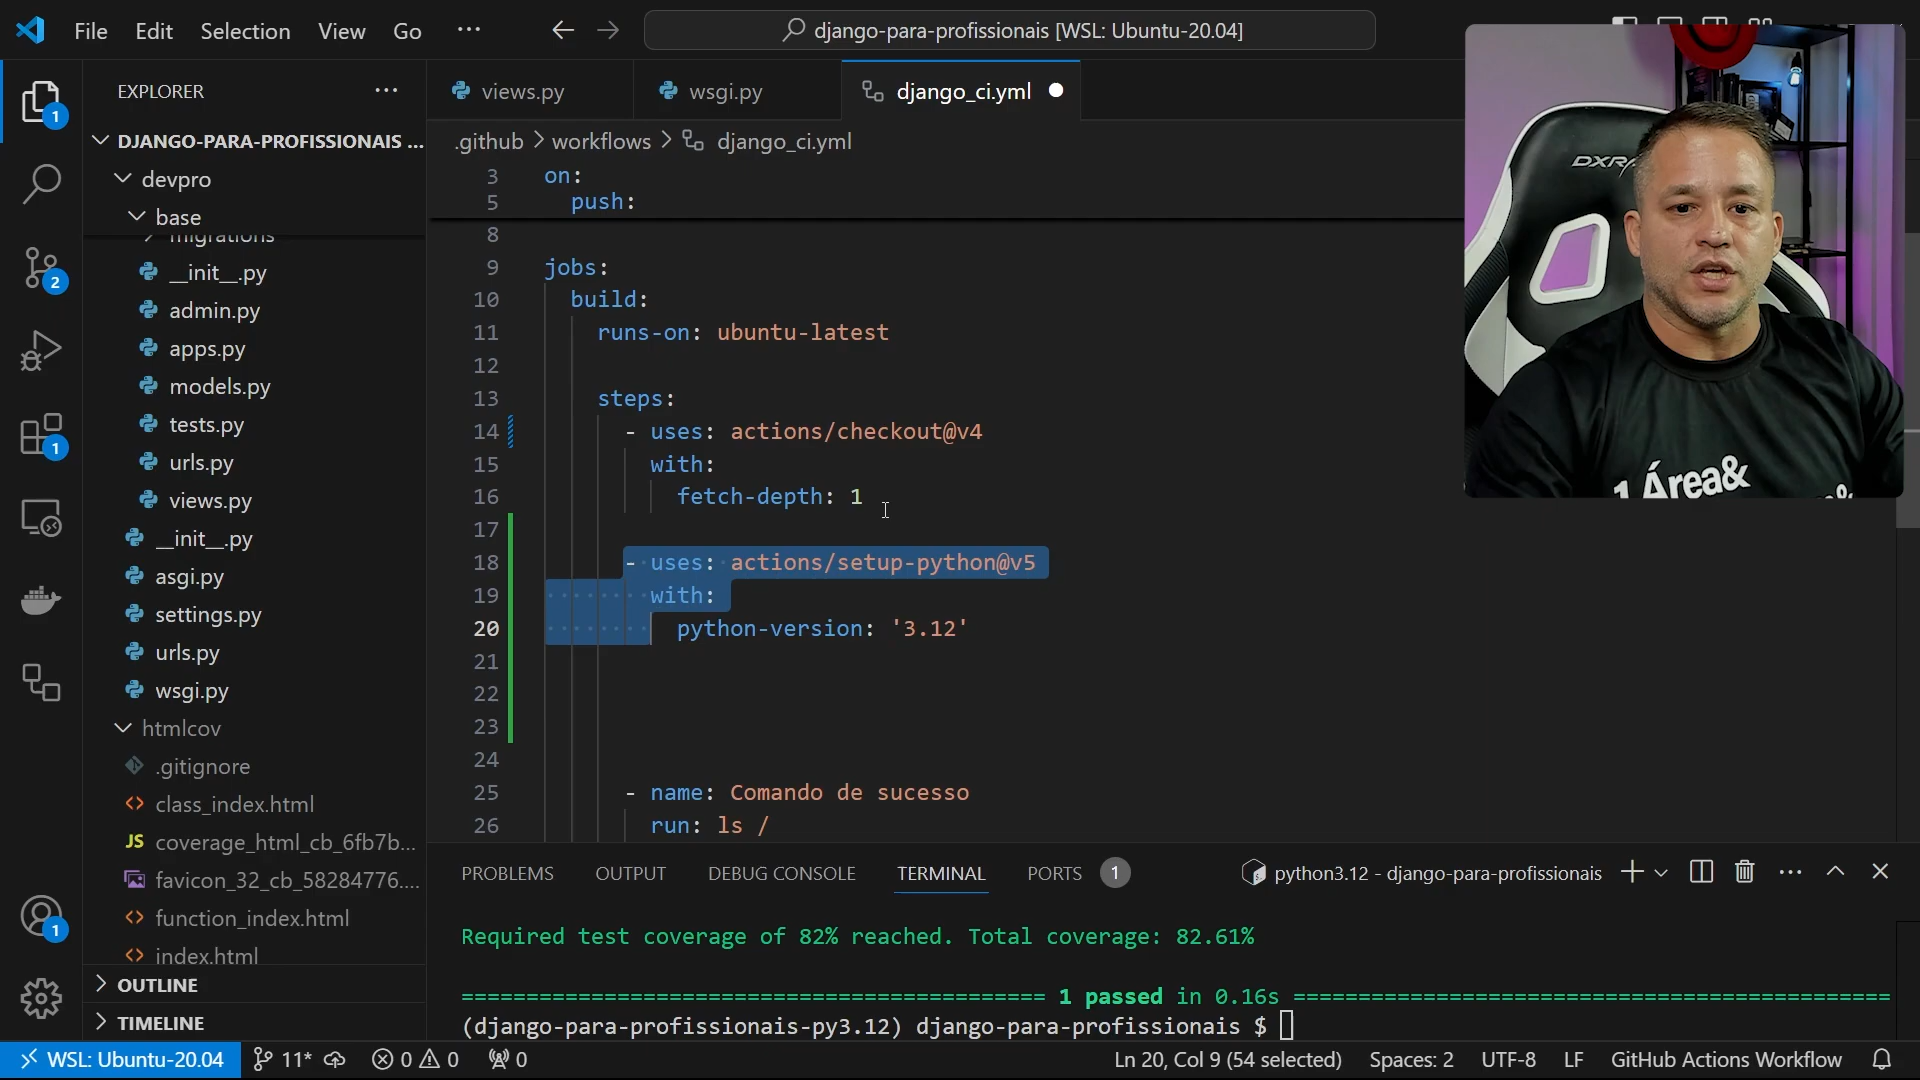 File Edit Selection View Go ···
django-para-profissionais [WSL: Ubuntu-20.04]
EXPLORER ···
views.py
wsgi.py
django_ci.yml
.github > workflows > django_ci.yml
DJANGO-PARA-PROFISSIONAIS ...
devpro
base
migrations
__init__.py
admin.py
apps.py
models.py
tests.py
urls.py
views.py
__init__.py
asgi.py
settings.py
urls.py
wsgi.py
htmlcov
.gitignore
class_index.html
JS coverage_html_cb_6fb7b...
favicon_32_cb_58284776....
function_index.html
index.html
OUTLINE
TIMELINE
1
2
1
1
3 on:
5 push:
8
9 jobs:
10 build:
11 runs-on: ubuntu-latest
12
13 steps:
14 - uses: actions/checkout@v4
15 with:
16 fetch-depth: 1
17
18 - uses: actions/setup-python@v5
19 with:
20 python-version: '3.12'
21
22
23
24
25 - name: Comando de sucesso
26 run: ls /
1 Área&
PROBLEMS OUTPUT DEBUG CONSOLE TERMINAL PORTS 1
python3.12 - django-para-profissionais
Required test coverage of 82% reached. Total coverage: 82.61%
============================================ 1 passed in 0.16s =============================================
(django-para-profissionais-py3.12) django-para-profissionais $
WSL: Ubuntu-20.04 11* 0 0 0
Ln 20, Col 9 (54 selected) Spaces: 2 UTF-8 LF GitHub Actions Workflow